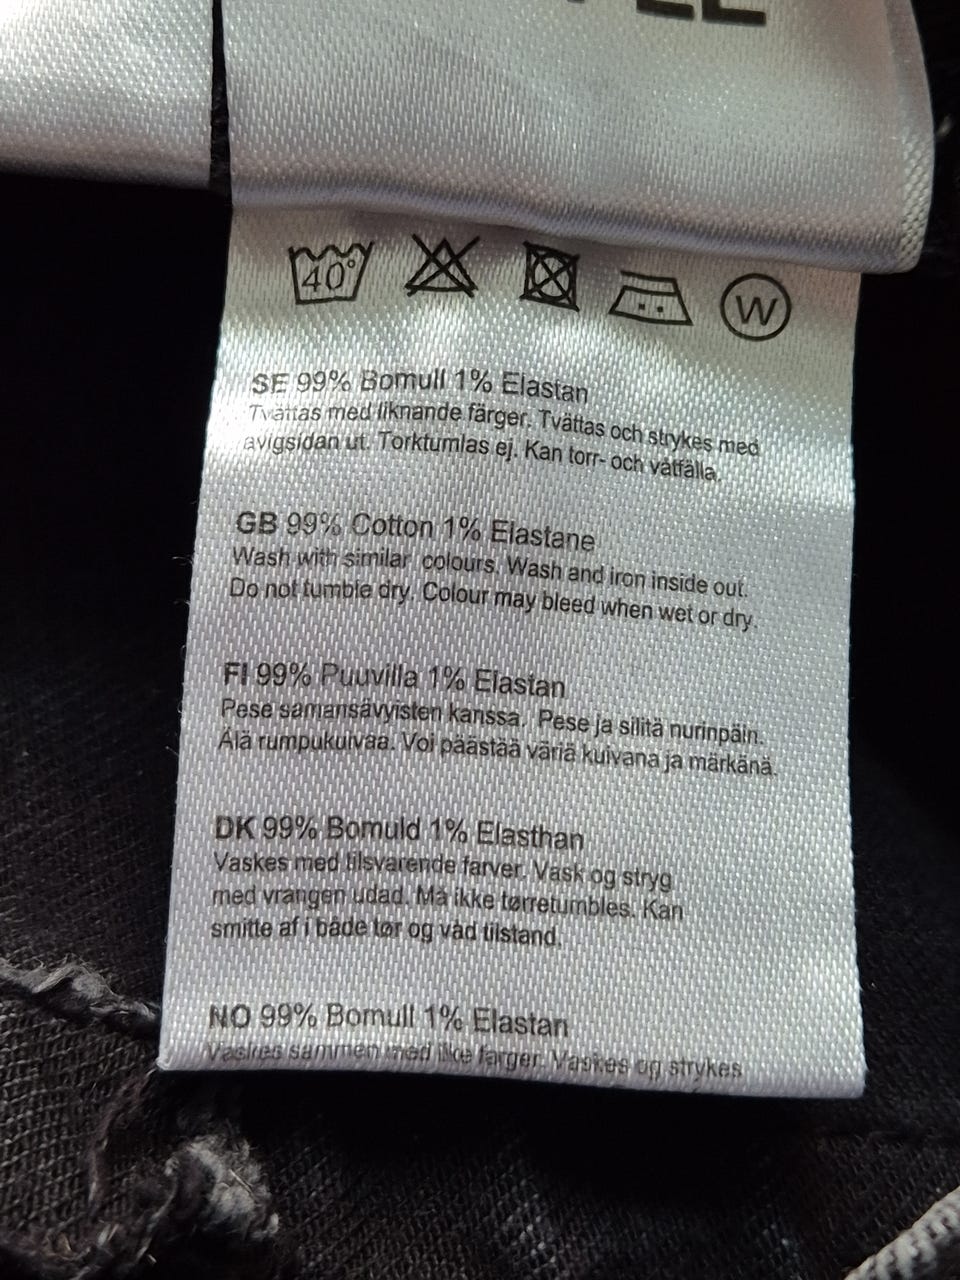 40°
W
SE 99% Bomull 1% Elastan
Tvättas med liknande färger. Tvättas och strykes med
avigsidan ut. Torktumlas ej. Kan torr- och våtfälla.
GB 99% Cotton 1% Elastane
Wash with similar colours. Wash and iron inside out.
Do not tumble dry. Colour may bleed when wet or dry.
FI 99% Puuvilla 1% Elastan
Pese samansävyisten kanssa. Pese ja silitä nurinpäin.
Älä rumpukuivaa. Voi päästää väriä kuivana ja märkänä.
DK 99% Bomuld 1% Elasthan
Vaskes med tilsvarende farver. Vask og stryg
med vrangen udad. Må ikke tørretumbles. Kan
smitte af i både tør og våd tilstand.
NO 99% Bomull 1% Elastan
Vaskes sammen med like farger. Vaskes og strykes